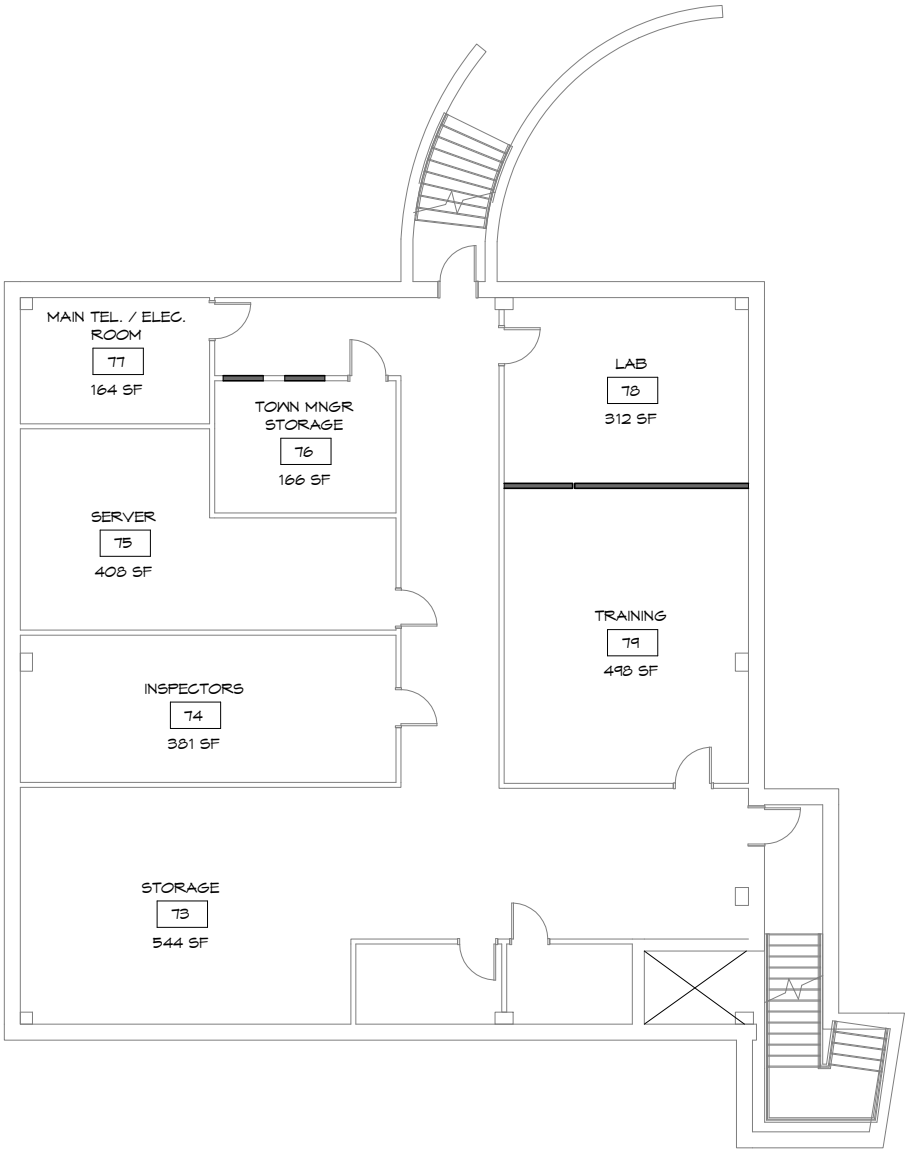 MAIN TEL. / ELEC.
ROOM
77
164 SF
TOWN MNGR
STORAGE
76
166 SF
LAB
78
312 SF
SERVER
75
408 SF
TRAINING
79
498 SF
INSPECTORS
74
381 SF
STORAGE
73
544 SF